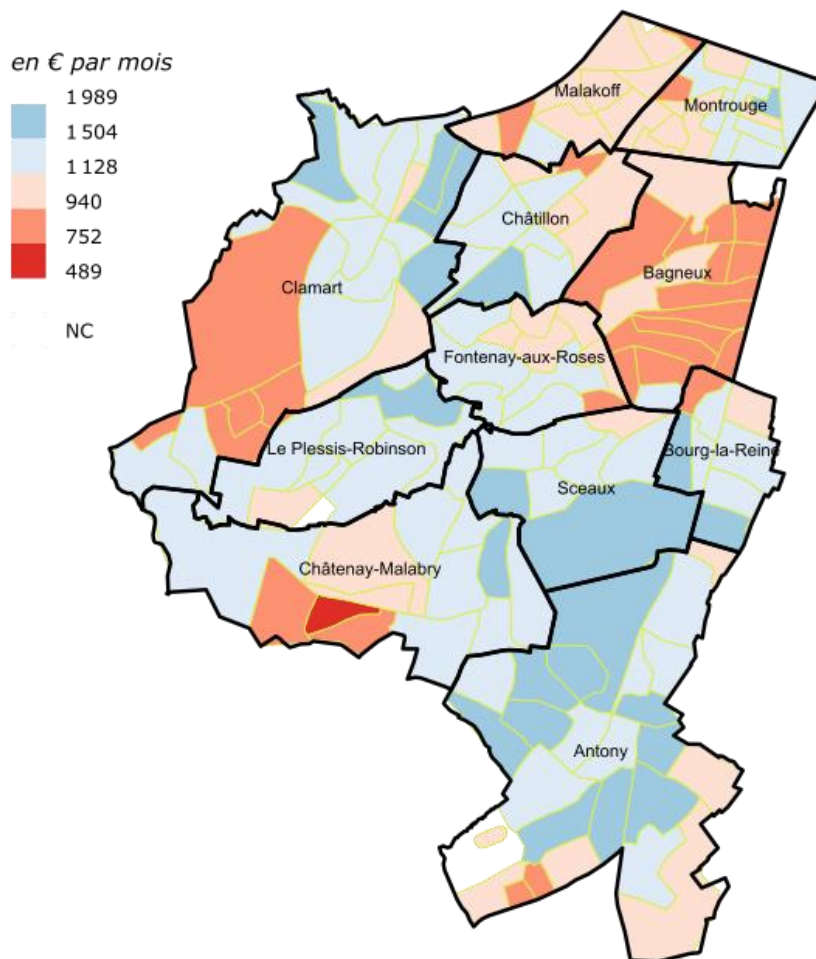 en € par mois
1 989
1 504
1 128
940
752
489
NC
Malakoff
Montrouge
Châtillon
Bagneux
Clamart
Fontenay-aux-Roses
Le Plessis-Robinson
Bourg-la-Reine
Sceaux
Châtenay-Malabry
Antony